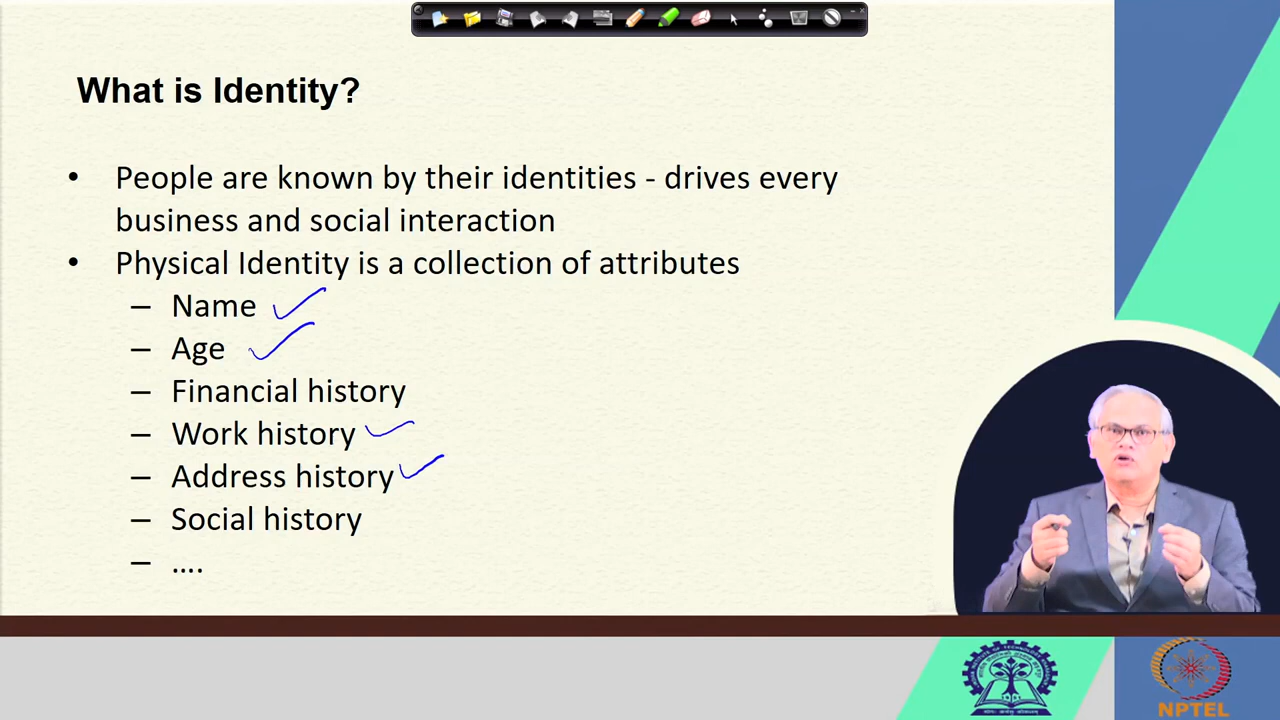 What is Identity?
• People are known by their identities - drives every
business and social interaction
• Physical Identity is a collection of attributes
– Name
– Age
– Financial history
– Work history
– Address history
– Social history
– ....
NPTEL